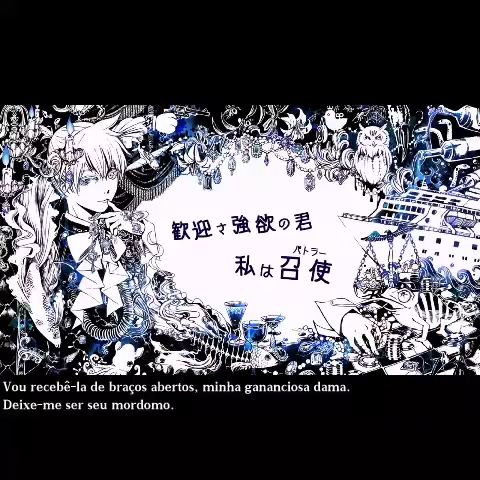 歓迎さ強欲の君
バトラー
私は召使
Vou recebê-la de braços abertos, minha gananciosa dama.
Deixe-me ser seu mordomo.